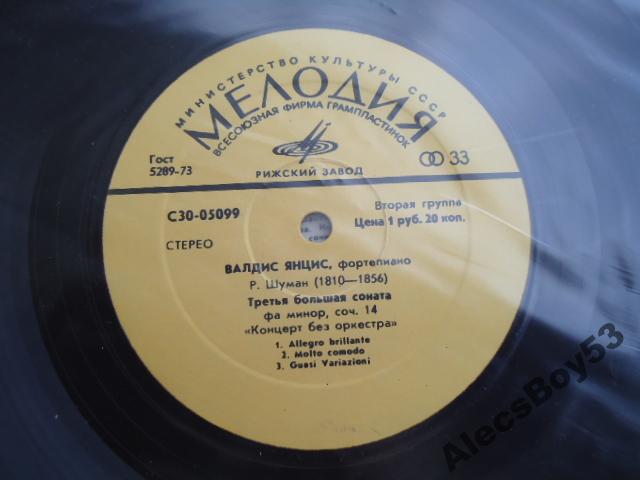 МИНИСТЕРСТВО КУЛЬТУРЫ СССР
МЕЛОДИЯ
ВСЕСОЮЗНАЯ ФИРМА ГРАМПЛАСТИНОК
Гост
5289-73
33
РИЖСКИЙ ЗАВОД
С30-05099
Вторая группа
Цена 1 руб. 20 коп.
СТЕРЕО
ВАЛДИС ЯНЦИС, фортепиано
Р. Шуман (1810—1856)
Третья большая соната
фа минор, соч. 14
«Концерт без оркестра»
1. Allegro brillante
2. Molto comodo
3. Guasi Variazioni
AlecsBoy53